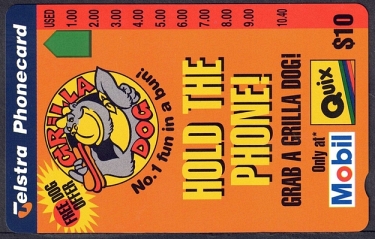 Telstra Phonecard
USED 1.00 2.00 3.00 4.00 5.00 6.00 7.00 8.00 9.00 10.40
FREE DOG
OFFER
GRILLA
DOG
No.1 fun in a bun!
HOLD THE
PHONE!
GRAB A GRILLA DOG!
Only at*
Mobil
Quix
$10